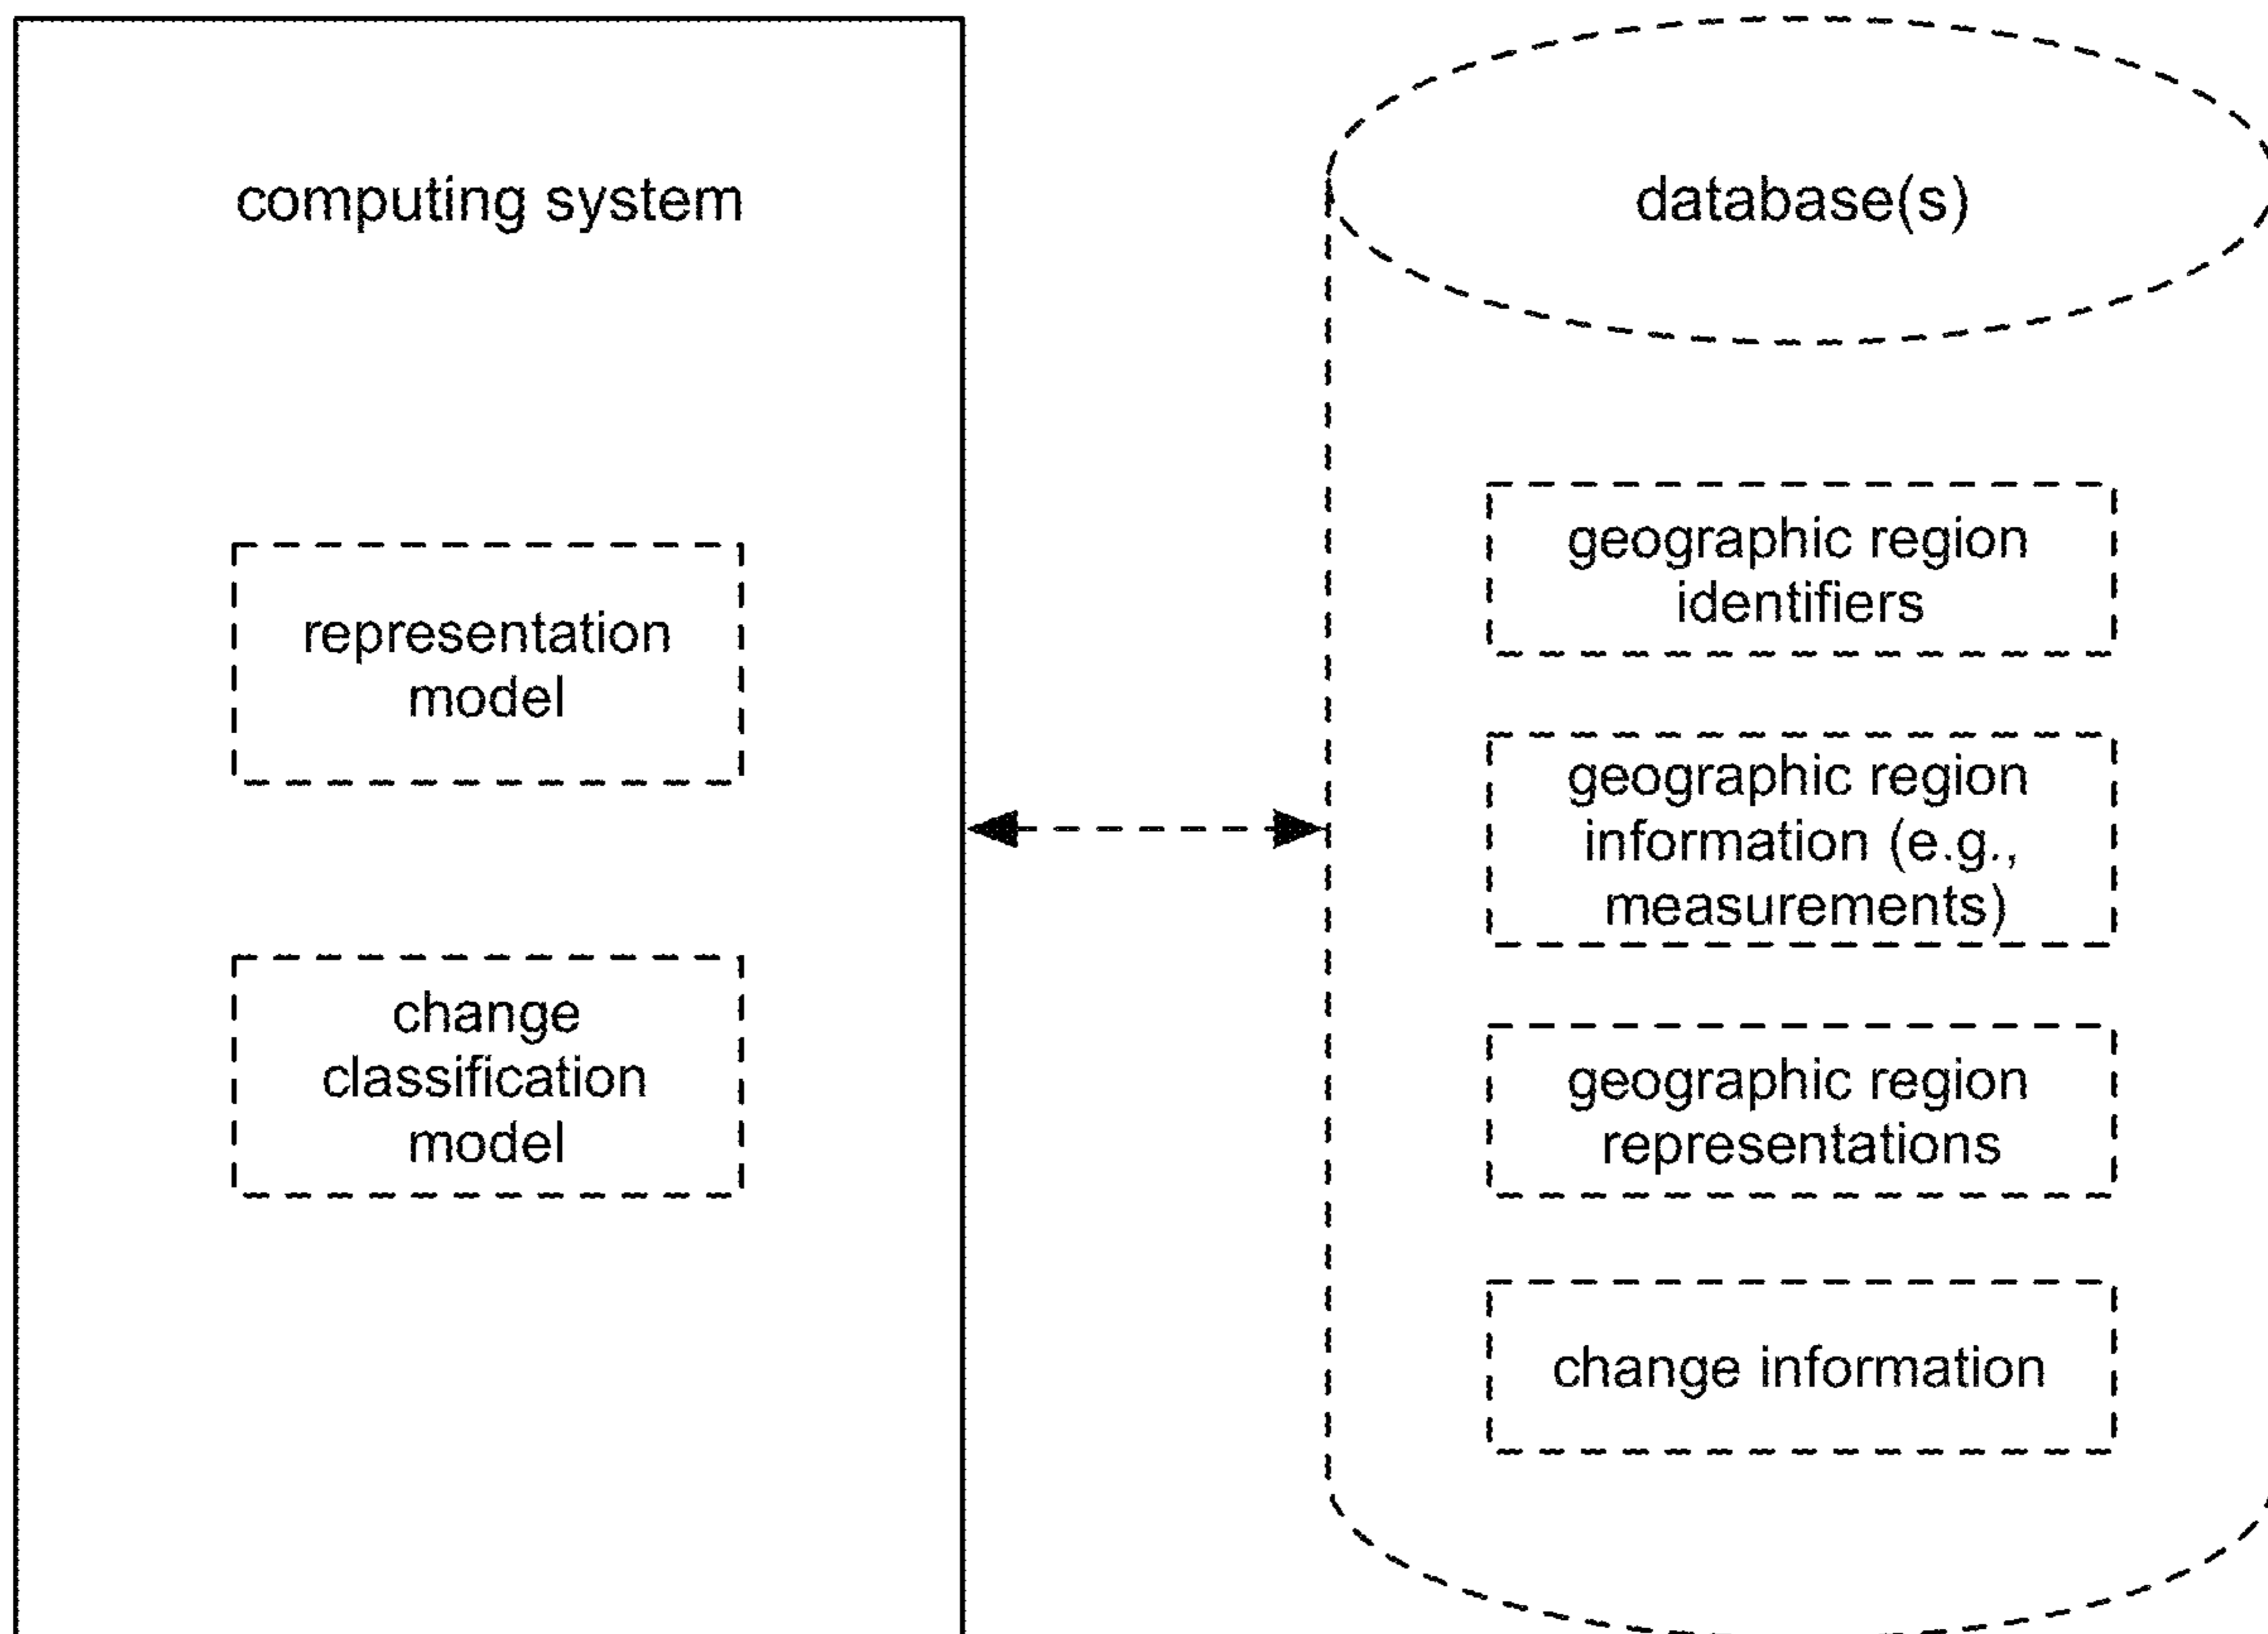 computing system
representation
model
change
classification
model
database(s)
geographic region
identifiers
geographic region
information (e.g.,
measurements)
geographic region
representations
change information